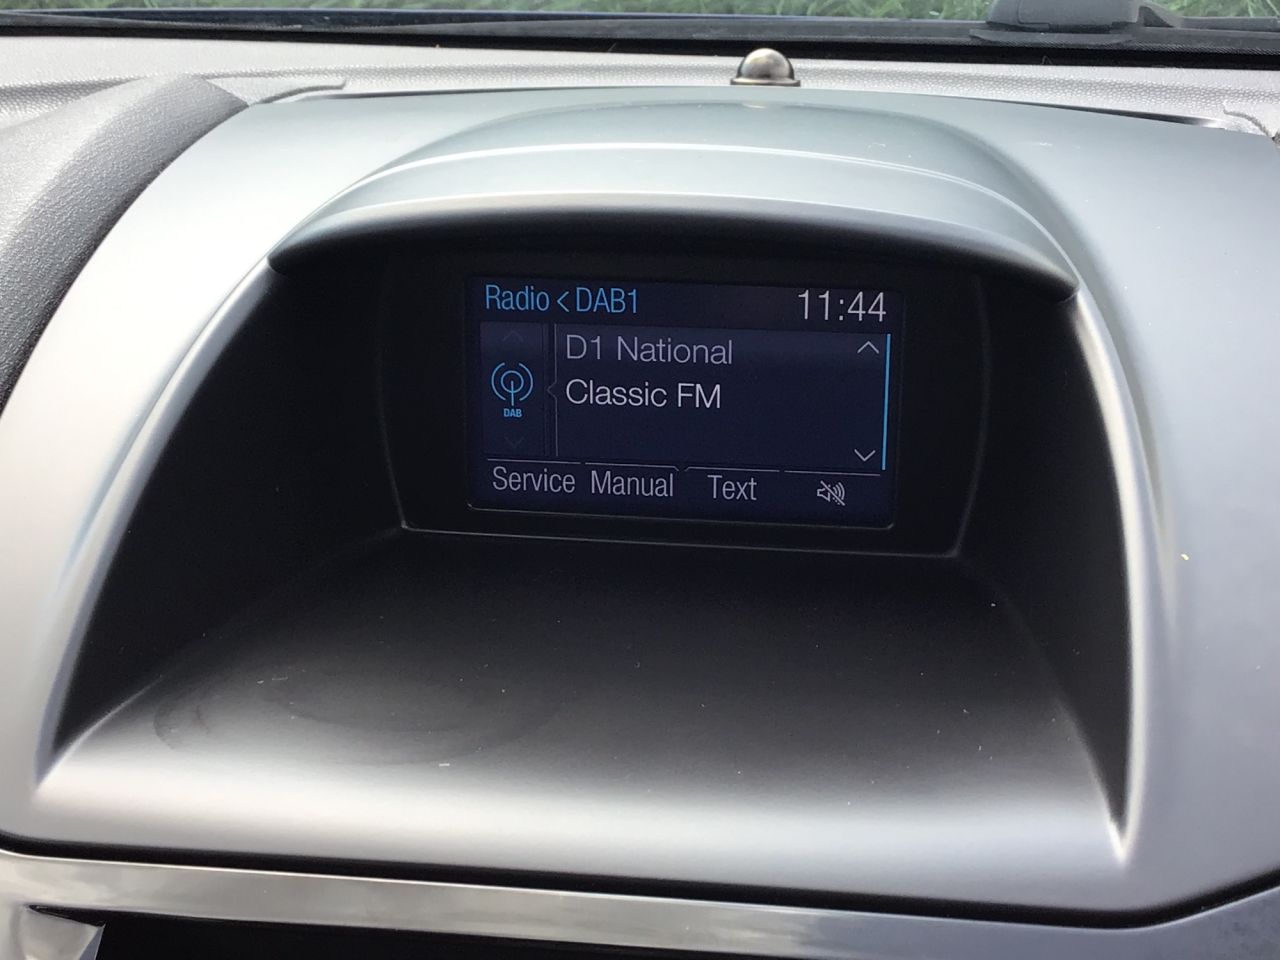 Radio < DAB1 11:44
D1 National
Classic FM
DAB
Service Manual Text